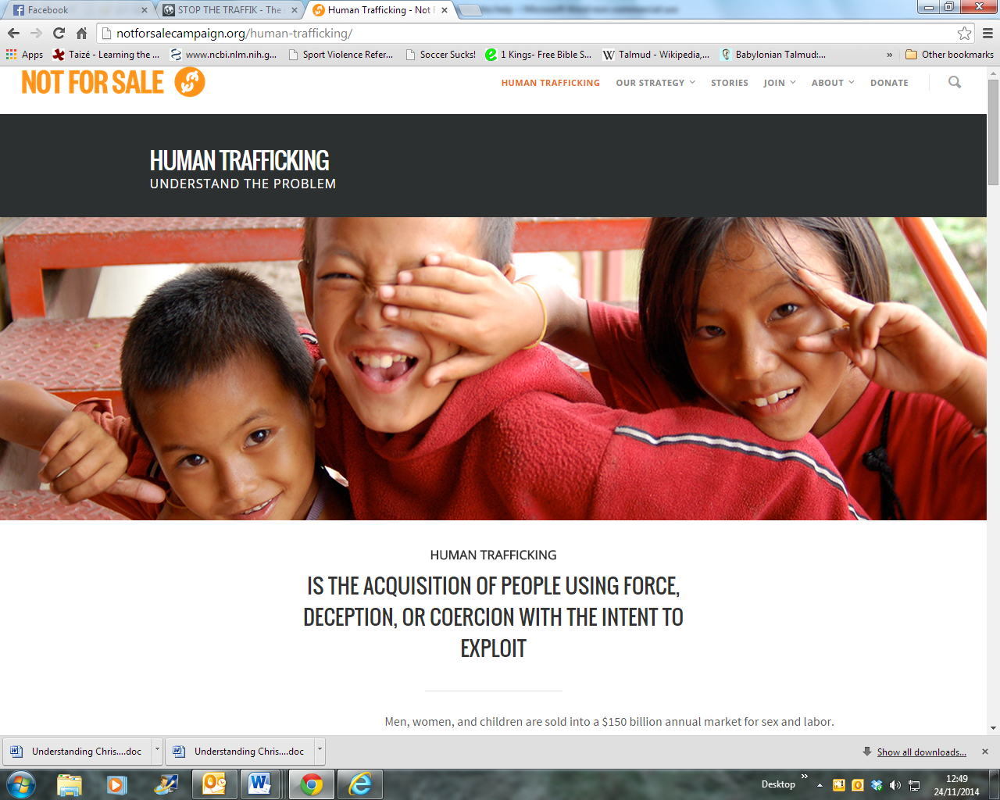 Facebook
STOP THE TRAFFIK - The
Human Trafficking - Not
notforsalecampaign.org/human-trafficking/
Apps
Taizé - Learning the ...
www.ncbi.nlm.nih.g...
Sport Violence Refer...
Soccer Sucks!
1 Kings- Free Bible S...
Talmud - Wikipedia,...
Babylonian Talmud:...
»
Other bookmarks
NOT FOR SALE
HUMAN TRAFFICKING
OUR STRATEGY
STORIES
JOIN
ABOUT
DONATE
HUMAN TRAFFICKING
UNDERSTAND THE PROBLEM
HUMAN TRAFFICKING
IS THE ACQUISITION OF PEOPLE USING FORCE,
DECEPTION, OR COERCION WITH THE INTENT TO
EXPLOIT
Men, women, and children are sold into a $150 billion annual market for sex and labor.
Understanding Chris....doc
Understanding Chris....doc
Show all downloads...
Desktop
»
12:49
24/11/2014